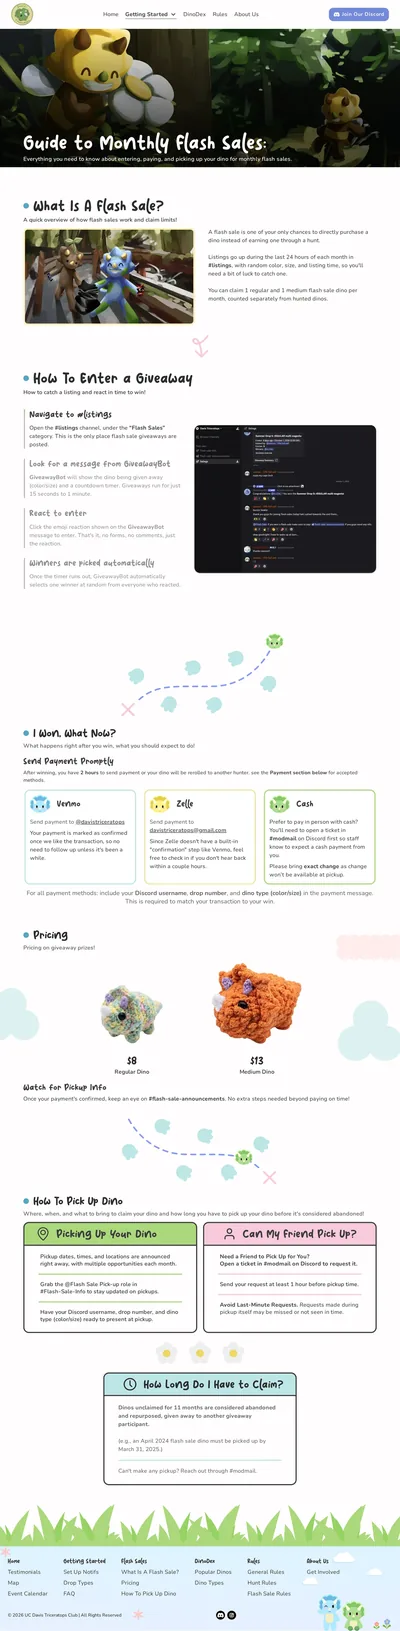 Home
Getting Started
DinoDex
Rules
About Us
Join Our Discord
Guide to Monthly Flash Sales:
Everything you need to know about entering, paying, and picking up your dino for monthly flash sales.
What Is A Flash Sale?
A quick overview of how flash sales work and claim limits!
A flash sale is one of your only chances to directly purchase a
dino instead of earning one through a hunt.
Listings go up during the last 24 hours of each month in
#listings, with random color, size, and listing time, so you'll
need a bit of luck to catch one.
You can claim 1 regular and 1 medium flash sale dino per
month, counted separately from hunted dinos.
How To Enter a Giveaway
How to catch a listing and react in time to win!
Navigate to #listings
Open the #listings channel, under the "Flash Sales"
category. This is the only place flash sale giveaways are
posted.
Look for a message from GiveawayBot
GiveawayBot will show the dino being given away
(color/size) and a countdown timer. Giveaways run for just
15 seconds to 1 minute.
React to enter
Click the emoji reaction shown on the GiveawayBot
message to enter. That's it, no forms, no comments, just
the reaction.
Winners are picked automatically
Once the timer runs out, GiveawayBot automatically
selects one winner at random from everyone who reacted.
I Won, What Now?
What happens right after you win, what you should expect to do!
Send Payment Promptly
After winning, you have 2 hours to send payment or your dino will be rerolled to another hunter. see the Payment section below for accepted
methods.
Venmo
Send payment to @davistriceratops
Your payment is marked as confirmed
once we like the transaction, so no
need to follow up unless it's been a
while.
Zelle
Send payment to
davistriceratops@gmail.com
Since Zelle doesn't have a built-in
"confirmation" step like Venmo, feel
free to check in if you don't hear back
within a couple hours.
Cash
Prefer to pay in person with cash?
You'll need to open a ticket in
#modmail on Discord first so staff
know to expect a cash payment from
you.
Please bring exact change as change
won't be available at pickup.
For all payment methods: include your Discord username, drop number, and dino type (color/size) in the payment message.
This is required to match your transaction to your win.
Pricing
Pricing on giveaway prizes!
$8
Regular Dino
$13
Medium Dino
Watch for Pickup Info
Once your payment's confirmed, keep an eye on #flash-sale-announcements. No extra steps needed beyond paying on time!
How To Pick Up Dino
Where, when, and what to bring to claim your dino and how long you have to pick up your dino before it's considered abandoned!
Picking Up Your Dino
Pickup dates, times, and locations are announced
right away, with multiple opportunities each month.
Grab the @Flash Sale Pick-up role in
#Flash-Sale-Info to stay updated on pickups.
Have your Discord username, drop number, and dino
type (color/size) ready to present at pickup.
Can My Friend Pick Up?
Need a Friend to Pick Up for You?
Open a ticket in #modmail on Discord to request it.
Send your request at least 1 hour before pickup time.
Avoid Last-Minute Requests. Requests made during
pickup itself may be missed or not seen in time.
How Long Do I Have to Claim?
Dinos unclaimed for 11 months are considered abandoned
and repurposed, given away to another giveaway
participant.
(e.g., an April 2024 flash sale dino must be picked up by
March 31, 2025.)
Can't make any pickup? Reach out through #modmail.
Home
Testimonials
Map
Event Calendar
Getting Started
Set Up Notifs
Drop Types
FAQ
Flash Sales
What Is A Flash Sale?
Pricing
How To Pick Up Dino
DinoDex
Popular Dinos
Dino Types
Rules
General Rules
Hunt Rules
Flash Sale Rules
About Us
Get Involved
© 2026 UC Davis Triceratops Club | All Rights Reserved